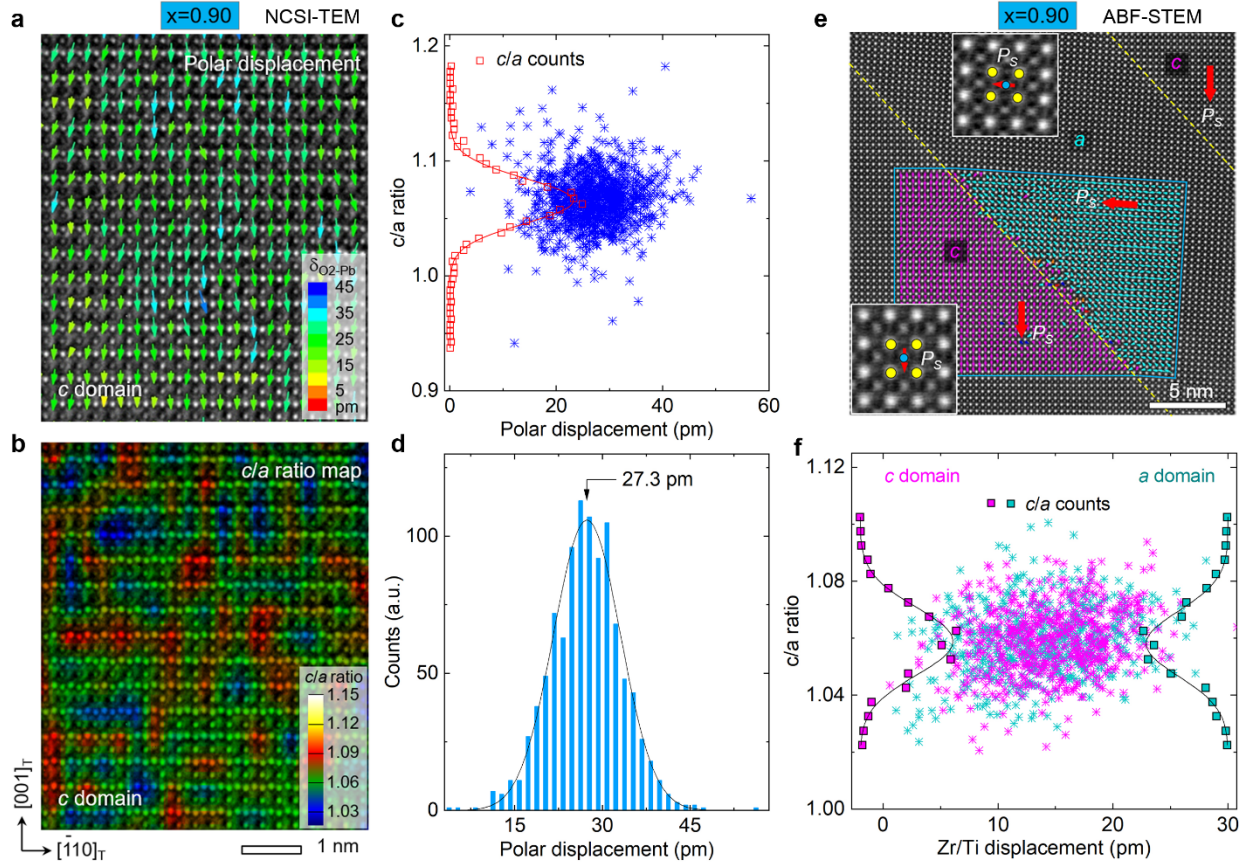 a
x=0.90
NCSI-TEM
Polar displacement
δO2-Pb
45
35
25
15
5
pm
c domain
b
c/a ratio map
c/a ratio
1.15
1.12
1.09
1.06
1.03
c domain
[001]T
[1̄10]T
1 nm
c
c/a counts
1.2
1.1
1.0
0.9
c/a ratio
0
20
40
60
Polar displacement (pm)
d
27.3 pm
100
50
0
Counts (a.u.)
15
30
45
Polar displacement (pm)
e
x=0.90
ABF-STEM
PS
c
PS
a
PS
c
PS
PS
5 nm
f
c domain
a domain
c/a counts
1.12
1.08
1.04
1.00
c/a ratio
0
10
20
30
Zr/Ti displacement (pm)